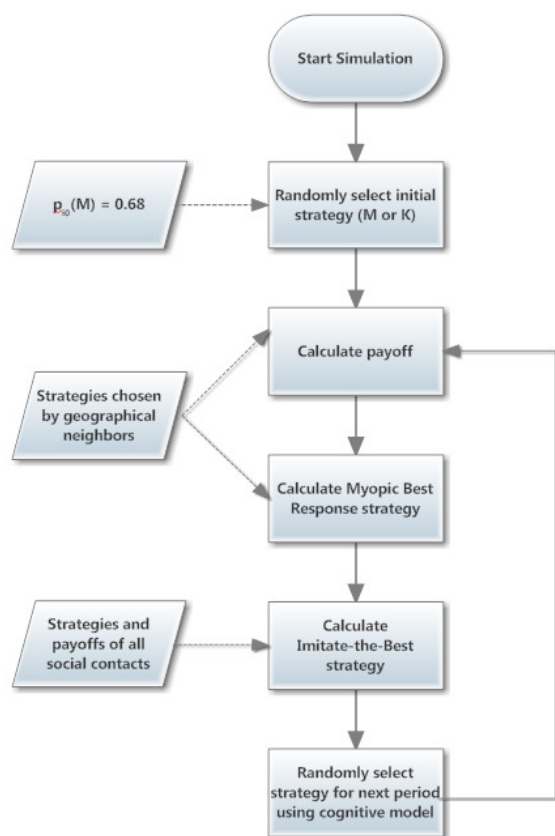 Start Simulation
p_i0(M) = 0.68
Randomly select initial
strategy (M or K)
Calculate payoff
Strategies chosen
by geographical
neighbors
Calculate Myopic Best
Response strategy
Strategies and
payoffs of all
social contacts
Calculate
Imitate-the-Best
strategy
Randomly select
strategy for next period
using cognitive model